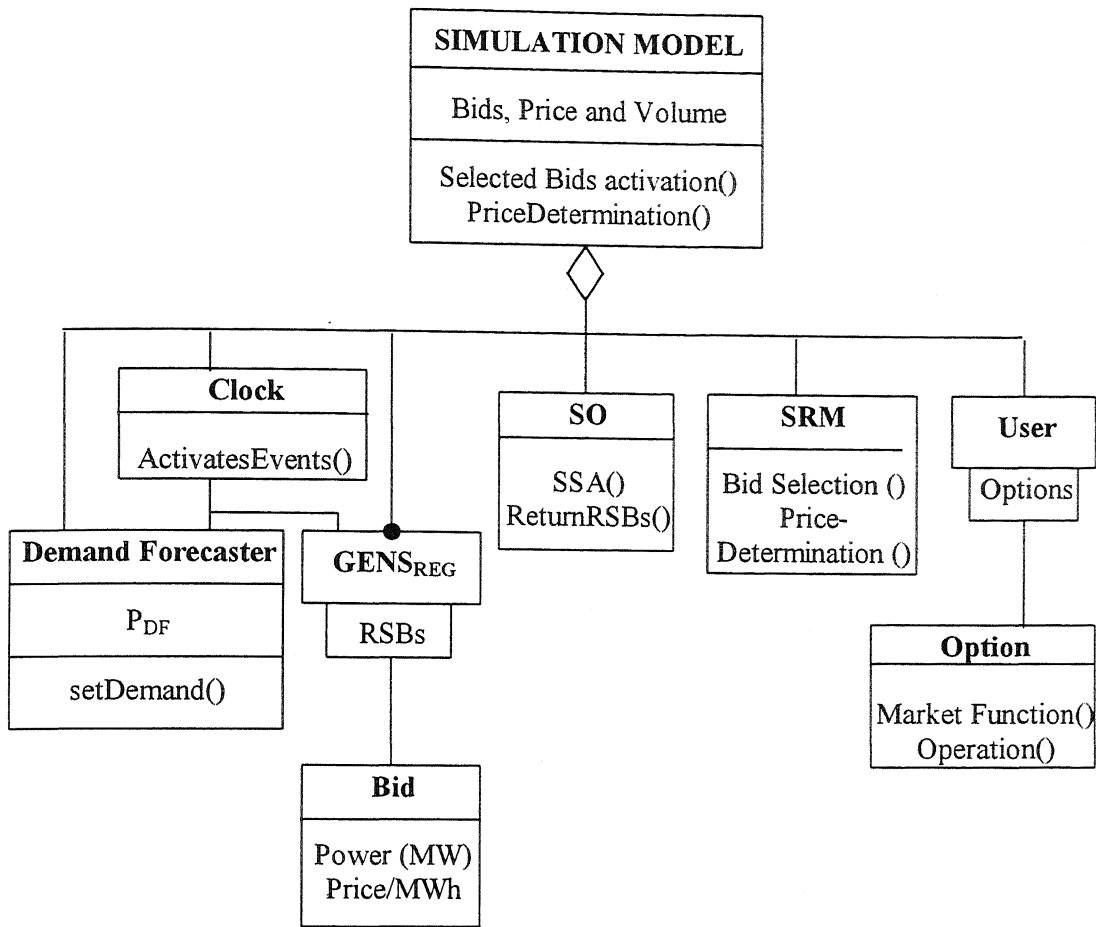 SIMULATION MODEL
Bids, Price and Volume
Selected Bids activation()
PriceDetermination()
Clock
ActivatesEvents()
SO
SSA()
ReturnRSBs()
SRM
Bid Selection ()
Price-
Determination ()
User
Options
Demand Forecaster
PDF
setDemand()
GENSREG
RSBs
Option
Market Function()
Operation()
Bid
Power (MW)
Price/MWh